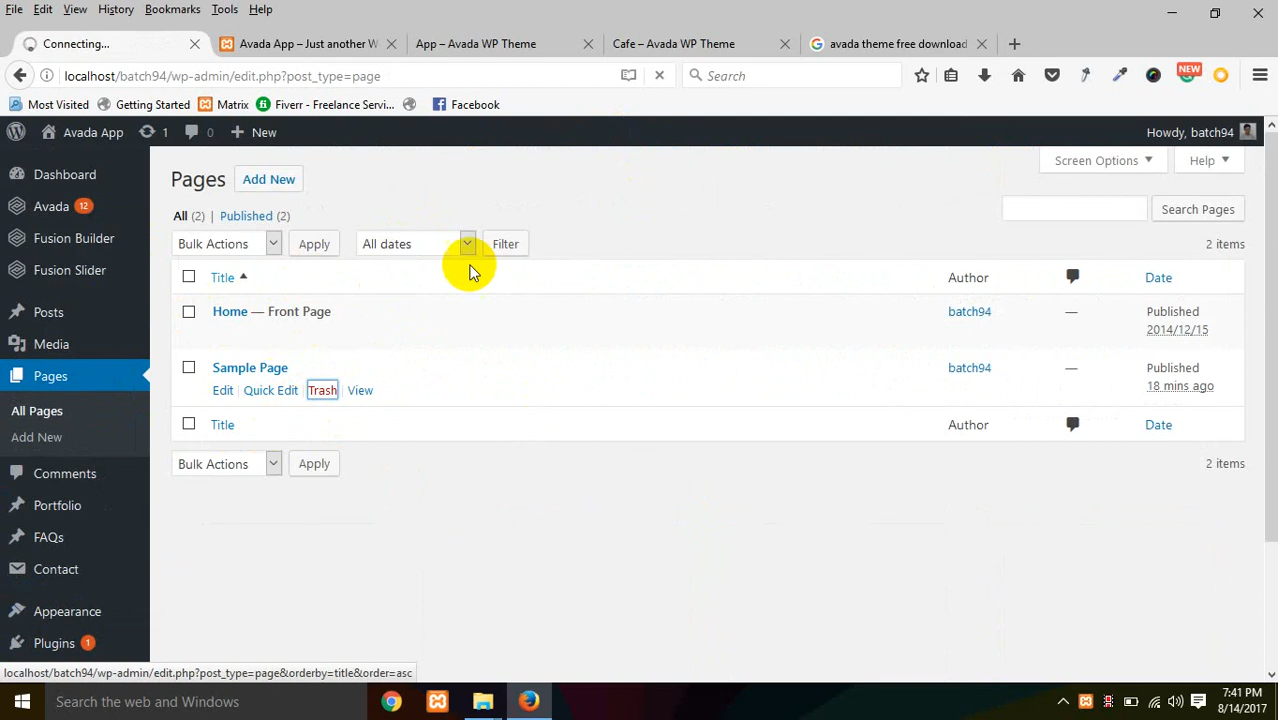 File Edit View History Bookmarks Tools Help
Connecting...
Avada App – Just another W
App – Avada WP Theme
Cafe – Avada WP Theme
avada theme free download
localhost/batch94/wp-admin/edit.php?post_type=page
Search
NEW
Most Visited
Getting Started
Matrix
Fiverr - Freelance Servi...
Facebook
Avada App
1
0
New
Howdy, batch94
Dashboard
Avada 12
Fusion Builder
Fusion Slider
Posts
Media
Pages
All Pages
Add New
Comments
Portfolio
FAQs
Contact
Appearance
Plugins 1
Screen Options
Help
Pages
Add New
All (2) | Published (2)
Search Pages
Bulk Actions
Apply
All dates
Filter
2 items
Title
Author
Date
Home — Front Page
batch94
—
Published
2014/12/15
Sample Page
batch94
—
Published
Edit | Quick Edit | Trash | View
18 mins ago
Title
Author
Date
Bulk Actions
Apply
2 items
localhost/batch94/wp-admin/edit.php?post_type=page&orderby=title&order=asc
Search the web and Windows
7:41 PM
8/14/2017